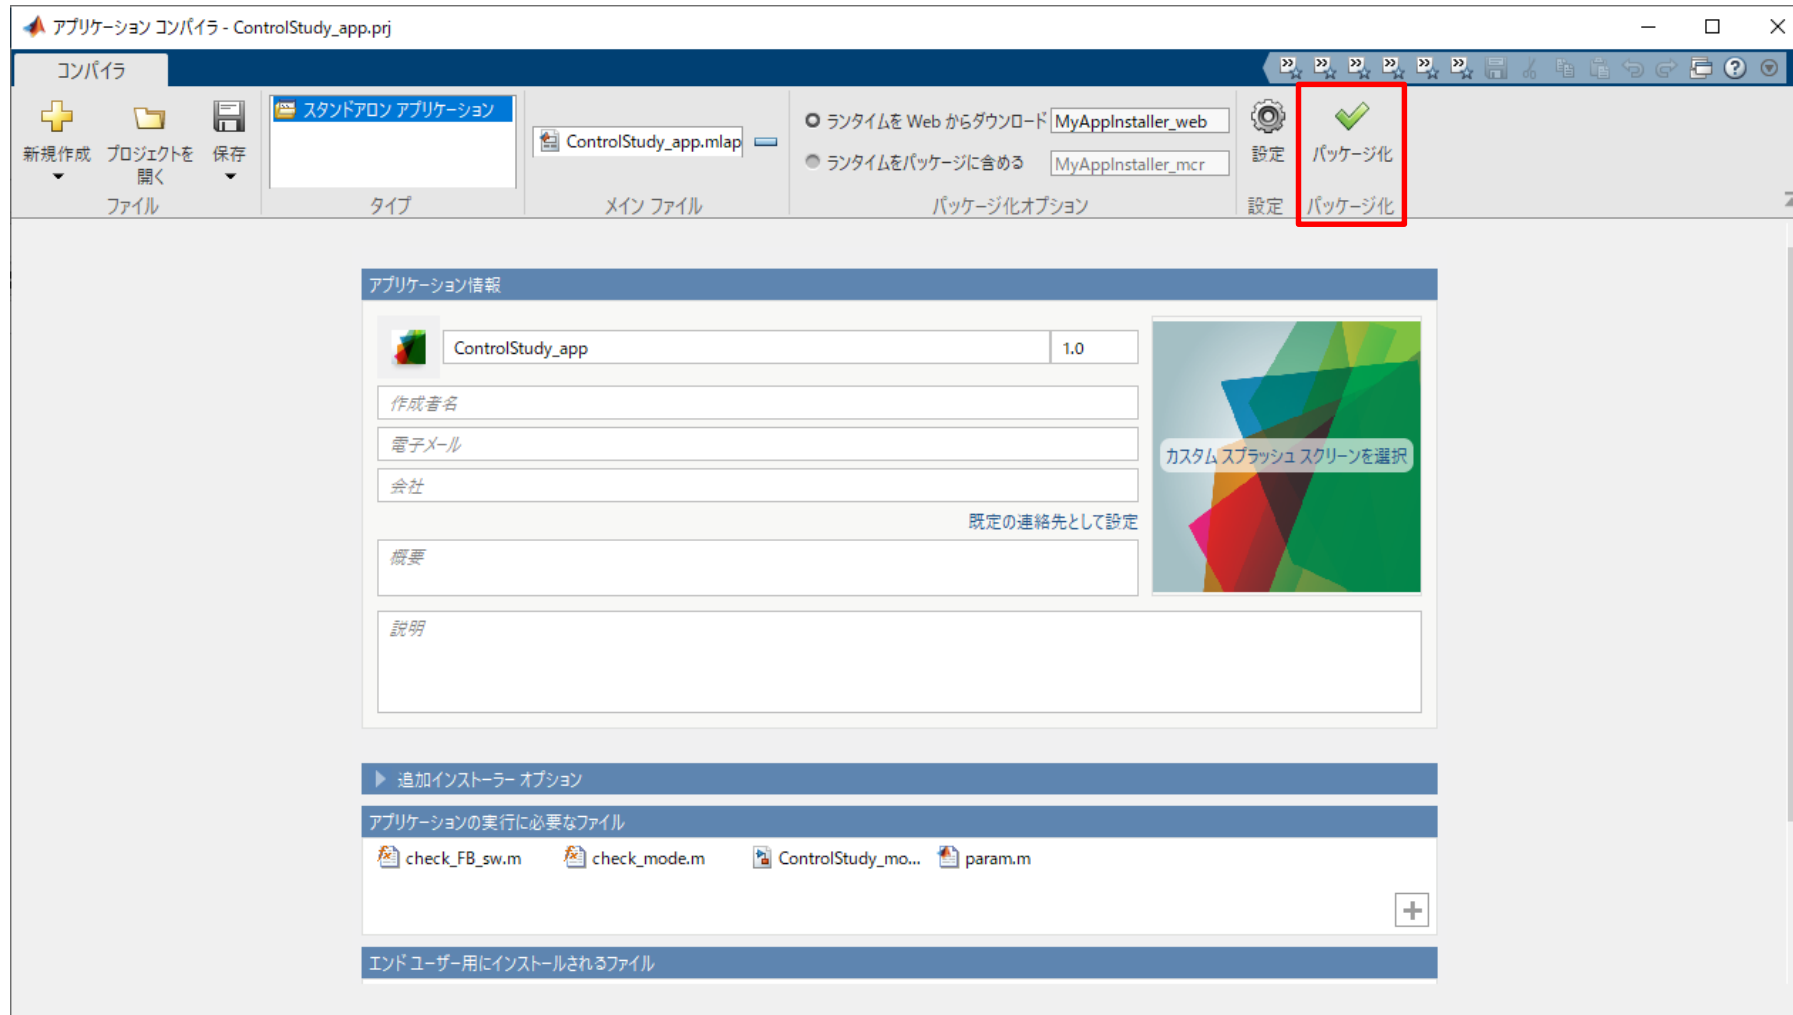 アプリケーション コンパイラ - ControlStudy_app.prj
コンパイラ
新規作成
プロジェクトを
開く
保存
ファイル
スタンドアロン アプリケーション
タイプ
ControlStudy_app.mlap
メイン ファイル
ランタイムを Web からダウンロード
MyAppInstaller_web
ランタイムをパッケージに含める
MyAppInstaller_mcr
パッケージ化オプション
設定
設定
パッケージ化
パッケージ化
アプリケーション情報
ControlStudy_app
1.0
作成者名
電子メール
会社
既定の連絡先として設定
概要
説明
カスタム スプラッシュ スクリーンを選択
追加インストーラー オプション
アプリケーションの実行に必要なファイル
check_FB_sw.m
check_mode.m
ControlStudy_mo...
param.m
エンド ユーザー用にインストールされるファイル